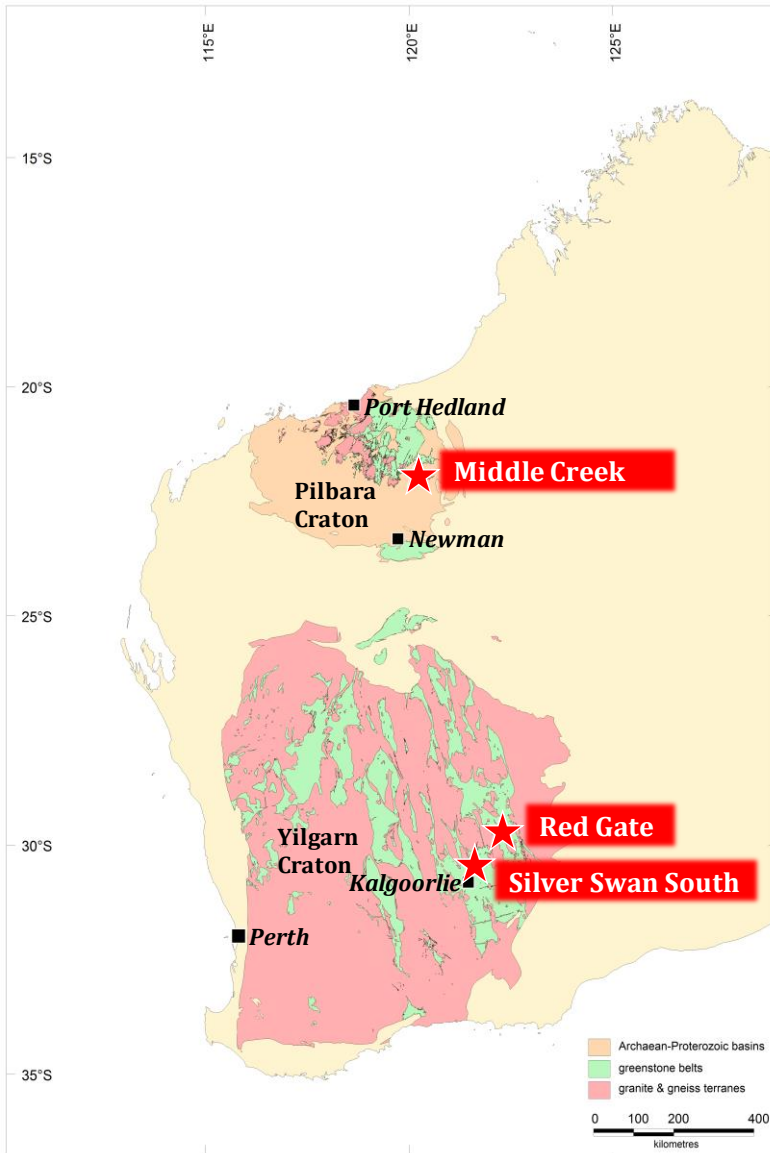 115°E
120°E
125°E
15°S
20°S
Port Hedland
Middle Creek
Pilbara
Craton
Newman
25°S
Red Gate
30°S
Yilgarn
Craton
Kalgoorlie
Silver Swan South
Perth
Archaean-Proterozoic basins
greenstone belts
granite & gneiss terranes
35°S
0 100 200 400
kilometres